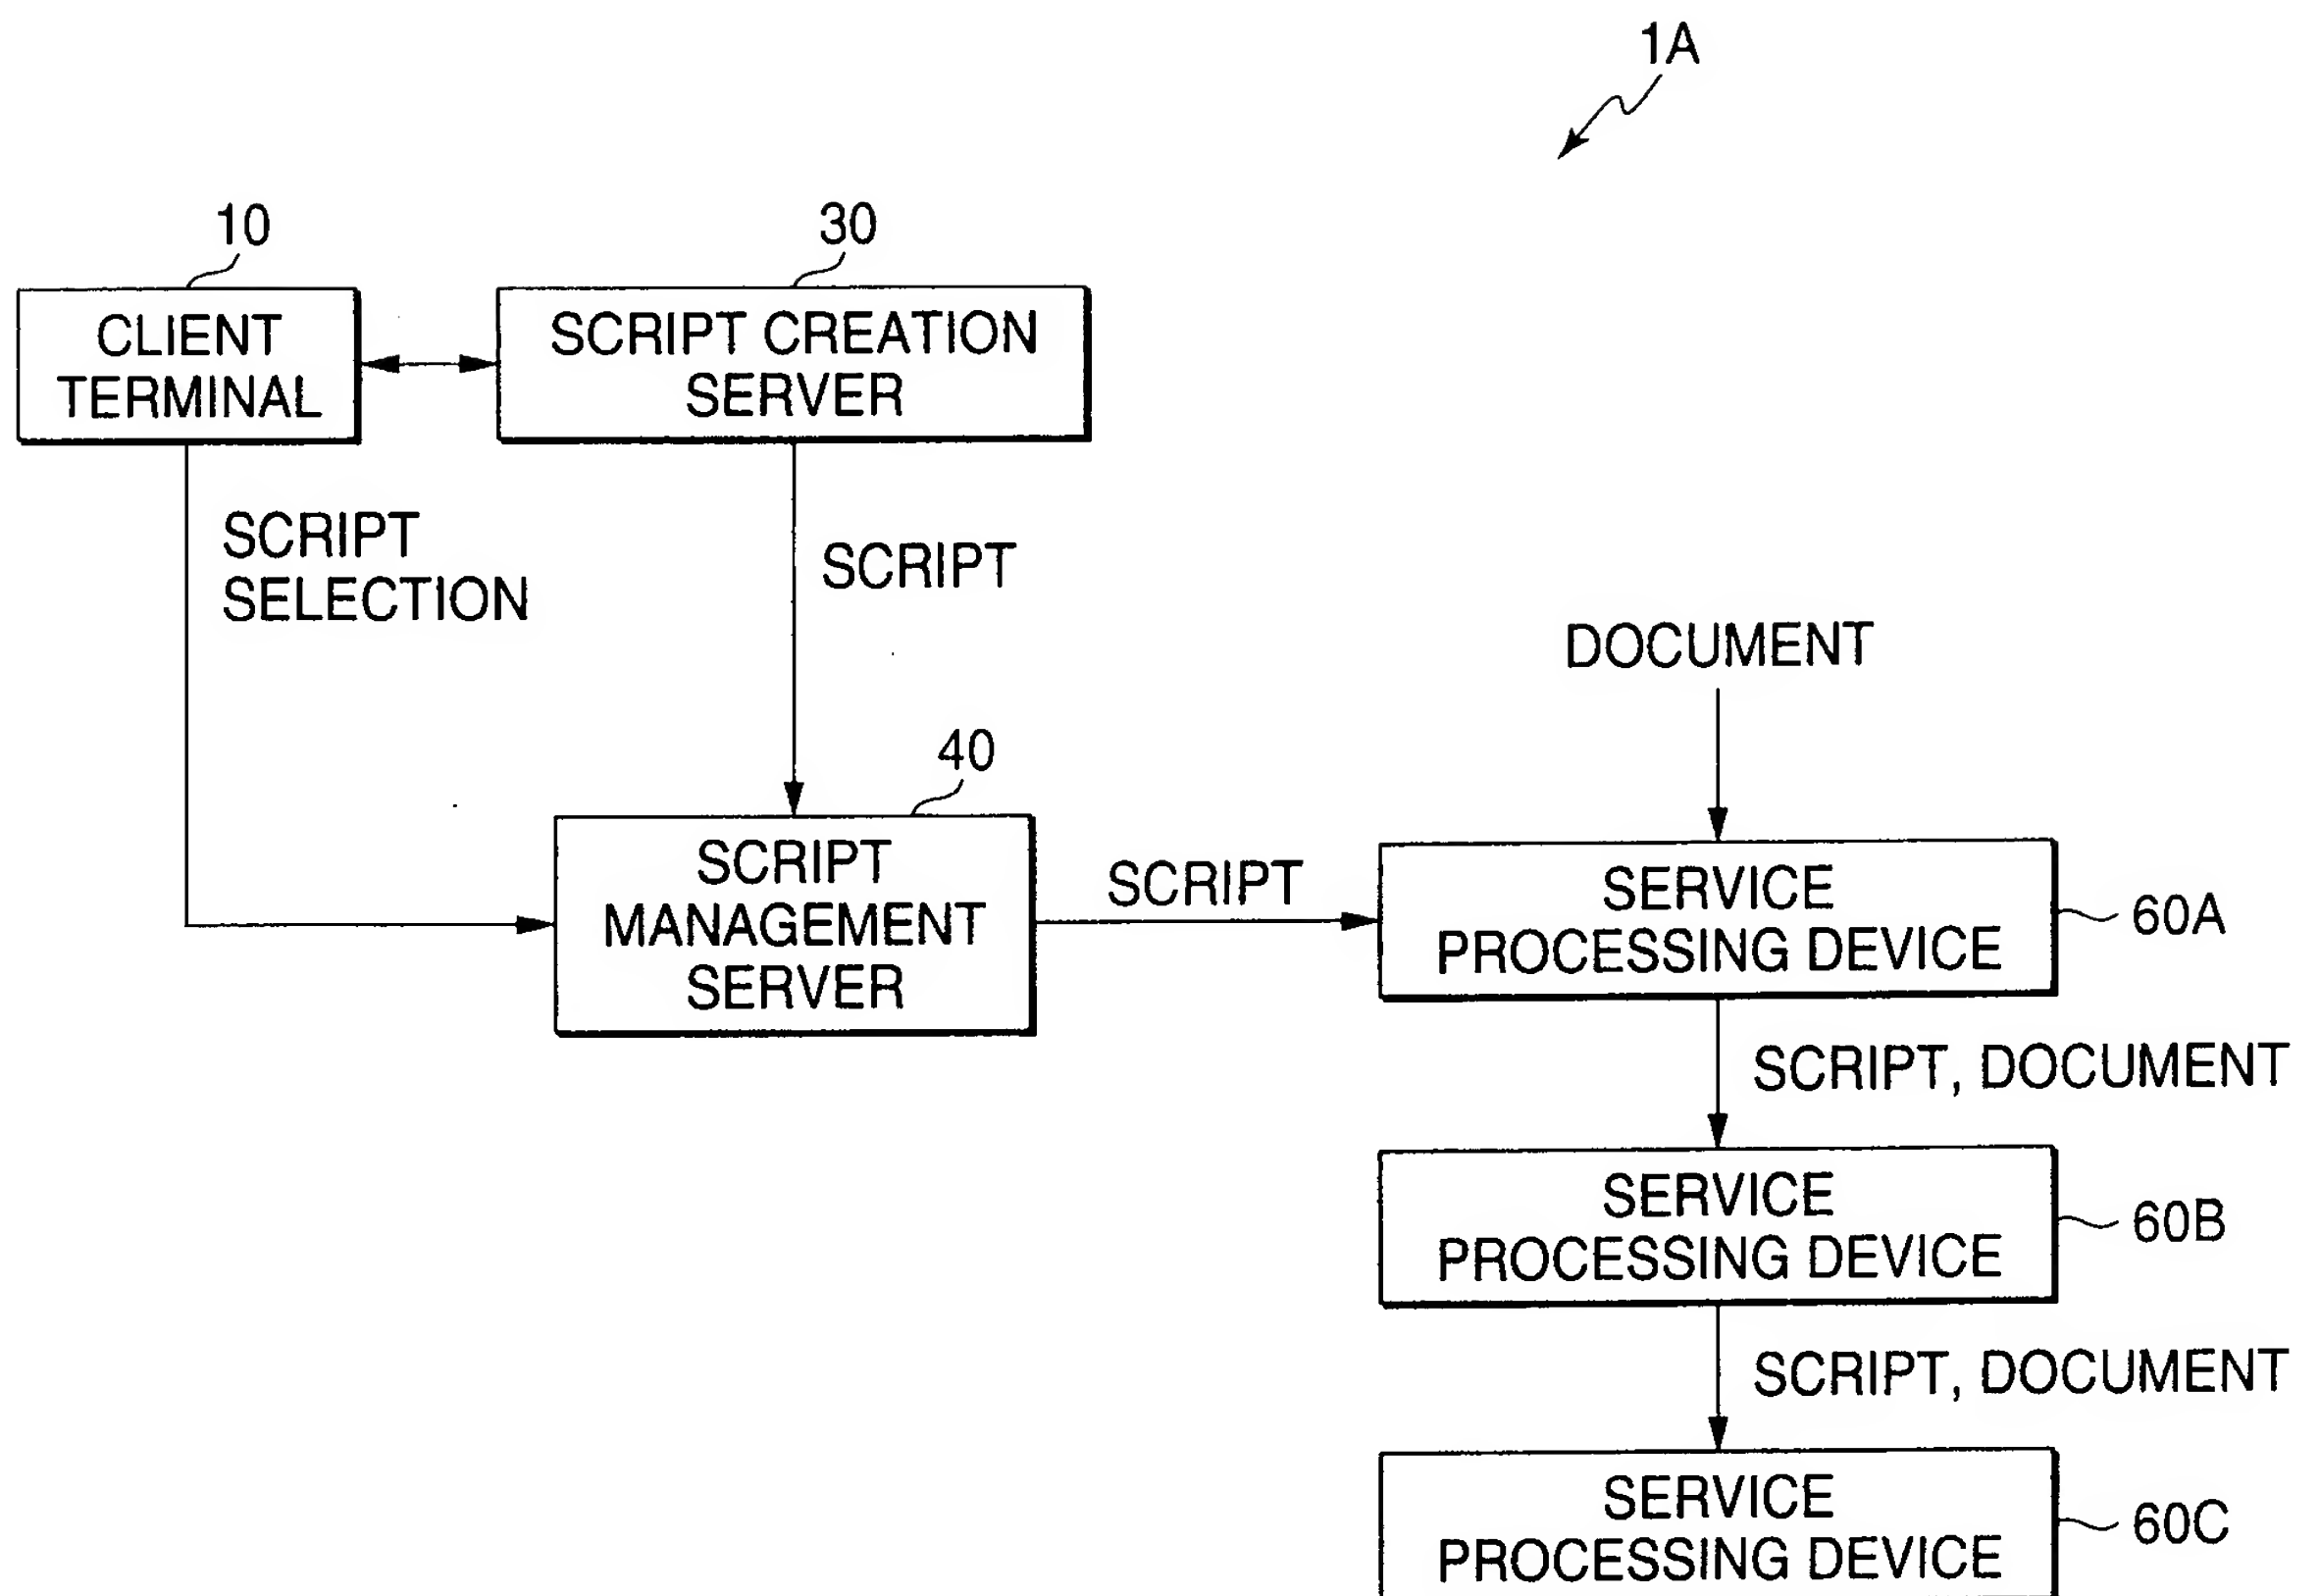 1A
10
30
CLIENT
TERMINAL
SCRIPT CREATION
SERVER
SCRIPT
SELECTION
SCRIPT
DOCUMENT
40
SCRIPT
MANAGEMENT
SERVER
SCRIPT
SERVICE
PROCESSING DEVICE
60A
SCRIPT, DOCUMENT
SERVICE
PROCESSING DEVICE
60B
SCRIPT, DOCUMENT
SERVICE
PROCESSING DEVICE
60C